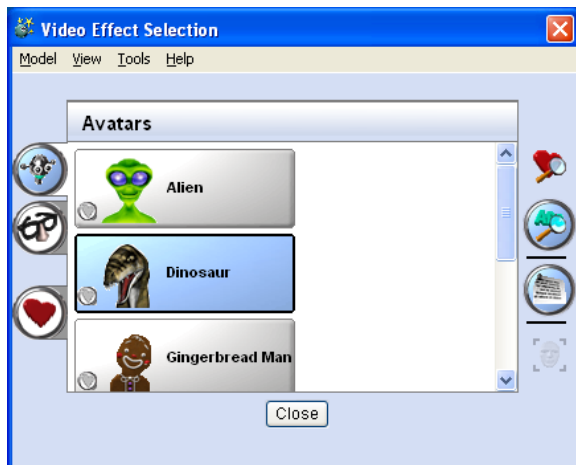 Video Effect Selection
Model View Tools Help
Avatars
Alien
Dinosaur
Gingerbread Man
Close